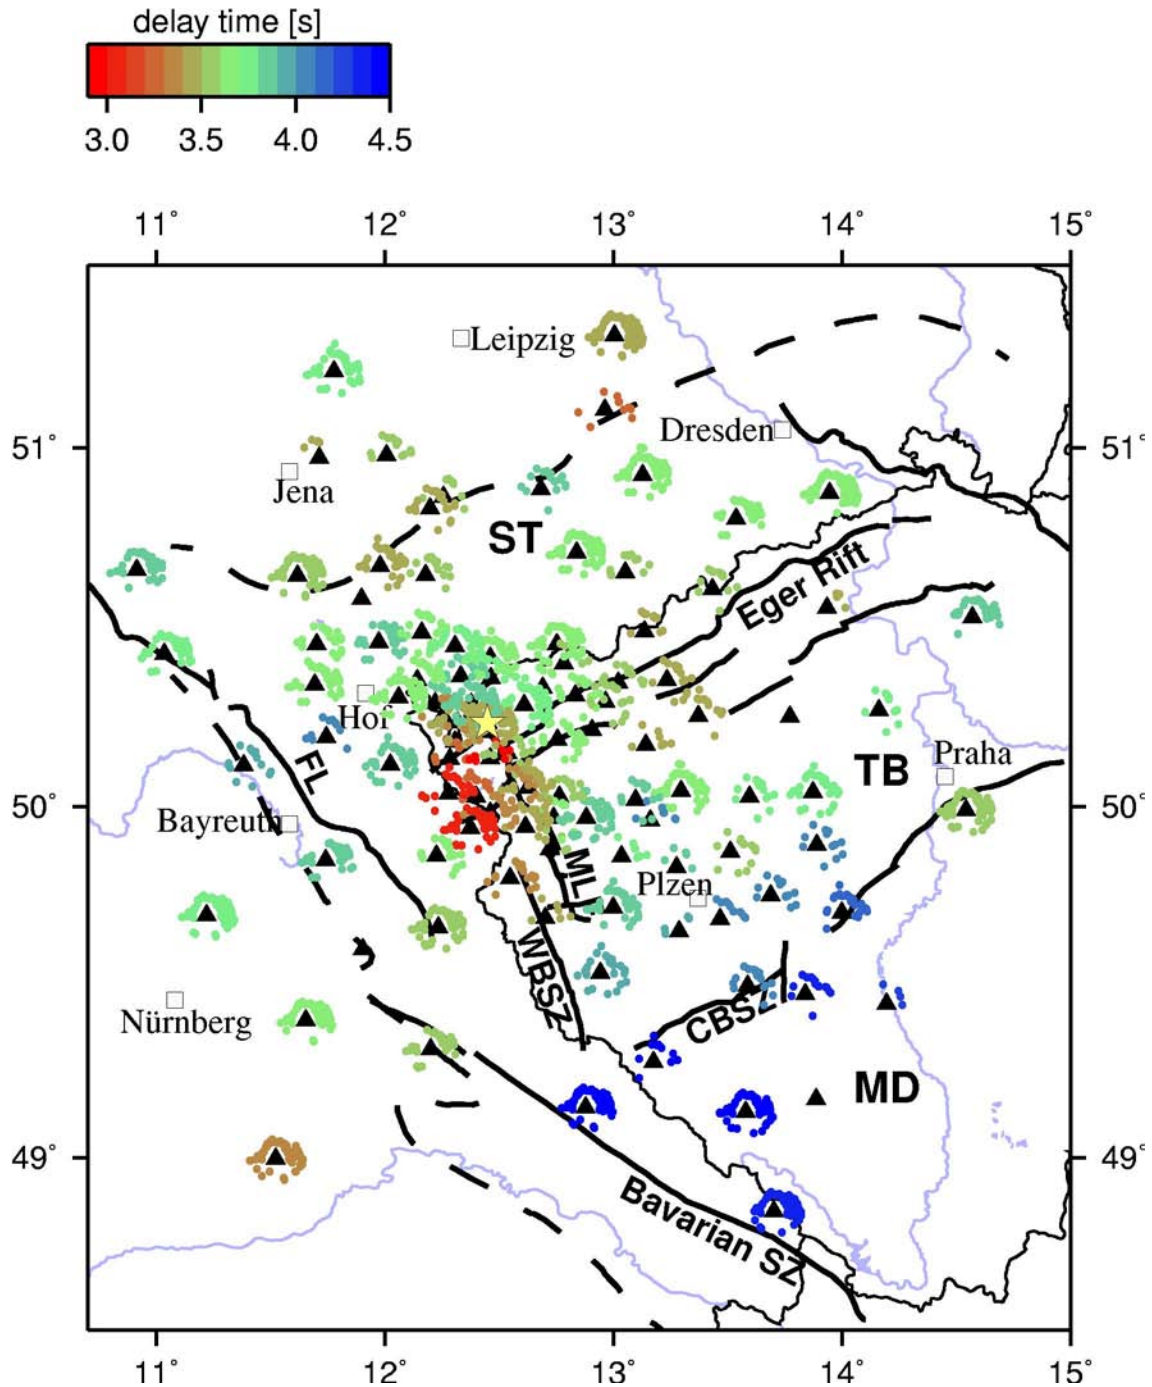 delay time [s]
3.0 3.5 4.0 4.5
11° 12° 13° 14° 15°
Leipzig
Dresden
51° 51°
Jena
ST
Eger Rift
Hof
TB
Praha
FL
50° 50°
Bayreuth
ML
Plzen
WBSZ
Nürnberg
CBSZ
MD
49° 49°
Bavarian SZ
11° 12° 13° 14° 15°